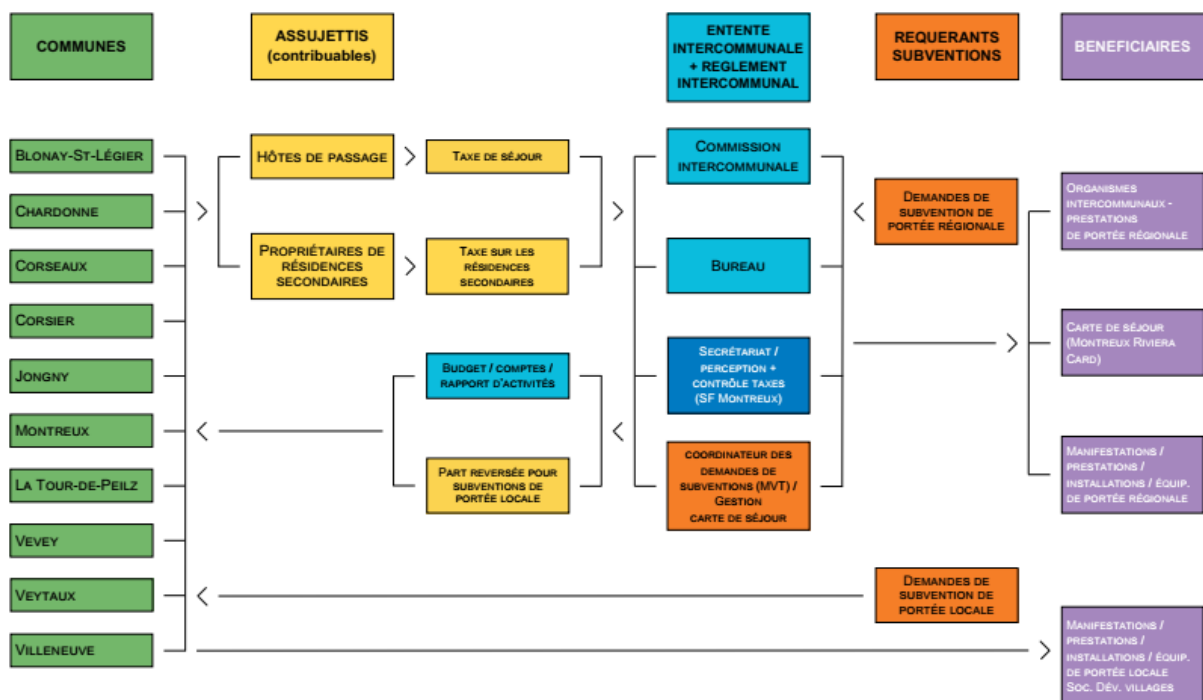 COMMUNES
ASSUJETTIS
(contribuables)
ENTENTE
INTERCOMMUNALE
+ REGLEMENT
INTERCOMMUNAL
REQUERANTS
SUBVENTIONS
BENEFICIAIRES
BLONAY-ST-LÉGIER
CHARDONNE
CORSEAUX
CORSIER
JONGNY
MONTREUX
LA TOUR-DE-PEILZ
VEVEY
VEYTAUX
VILLENEUVE
HÔTES DE PASSAGE
TAXE DE SÉJOUR
PROPRIÉTAIRES DE
RÉSIDENCES
SECONDAIRES
TAXE SUR LES
RÉSIDENCES
SECONDAIRES
BUDGET / COMPTES /
RAPPORT D'ACTIVITÉS
PART REVERSÉE POUR
SUBVENTIONS DE
PORTÉE LOCALE
COMMISSION
INTERCOMMUNALE
BUREAU
SECRÉTARIAT /
PERCEPTION +
CONTRÔLE TAXES
(SF MONTREUX)
COORDINATEUR DES
DEMANDES DE
SUBVENTIONS (MVT) /
GESTION
CARTE DE SÉJOUR
DEMANDES DE
SUBVENTION DE
PORTÉE RÉGIONALE
DEMANDES DE
SUBVENTION DE
PORTÉE LOCALE
ORGANISMES
INTERCOMMUNAUX -
PRESTATIONS
DE PORTÉE RÉGIONALE
CARTE DE SÉJOUR
(MONTREUX RIVIERA
CARD)
MANIFESTATIONS /
PRESTATIONS /
INSTALLATIONS / ÉQUIP.
DE PORTÉE RÉGIONALE
MANIFESTATIONS /
PRESTATIONS /
INSTALLATIONS / ÉQUIP.
DE PORTÉE LOCALE
SOC. DÉV. VILLAGES